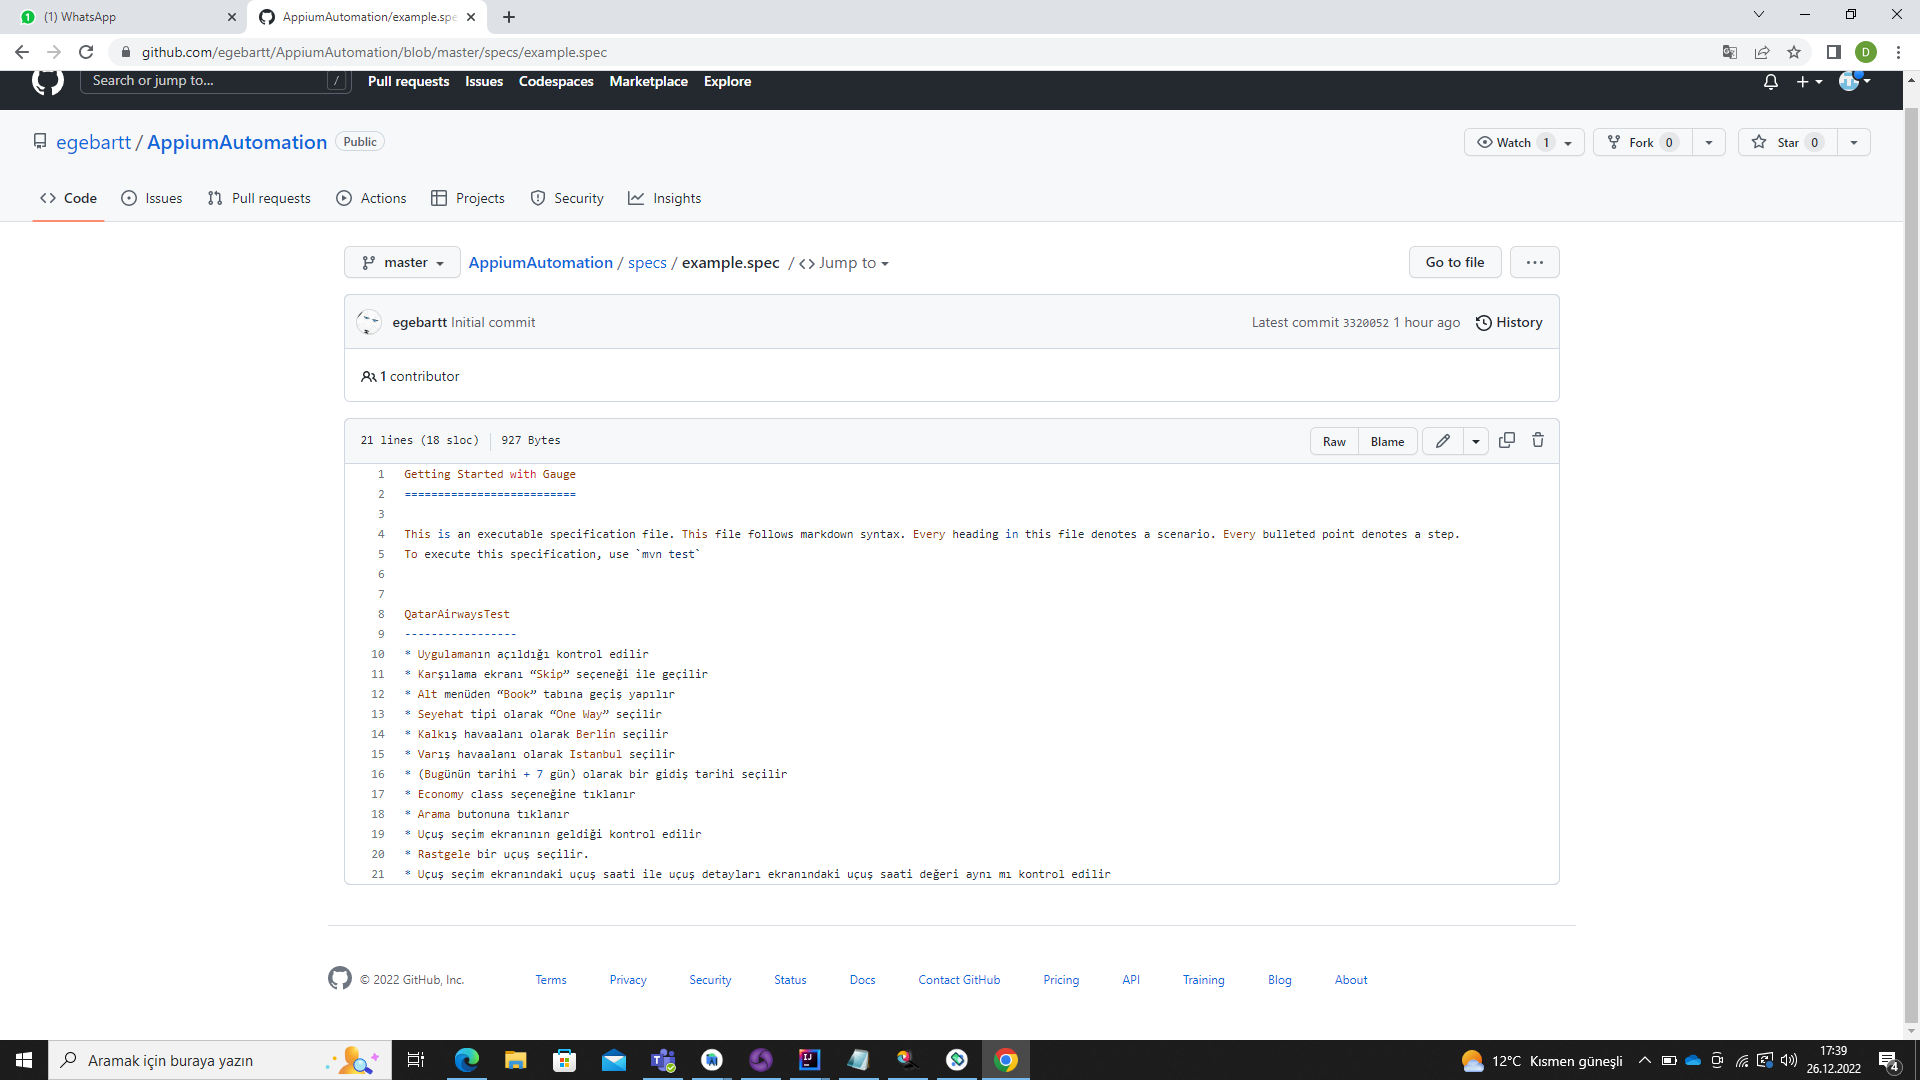 (1) WhatsApp
AppiumAutomation/example.spe
github.com/egebartt/AppiumAutomation/blob/master/specs/example.spec
D
Search or jump to...
/
Pull requests
Issues
Codespaces
Marketplace
Explore
egebartt / AppiumAutomation
Public
Watch 1
Fork 0
Star 0
Code
Issues
Pull requests
Actions
Projects
Security
Insights
master
AppiumAutomation / specs / example.spec / <> Jump to
Go to file
...
egebartt Initial commit
Latest commit 3320052 1 hour ago
History
1 contributor
21 lines (18 sloc)
927 Bytes
Raw
Blame
1 Getting Started with Gauge
2 ==========================
3
4 This is an executable specification file. This file follows markdown syntax. Every heading in this file denotes a scenario. Every bulleted point denotes a step.
5 To execute this specification, use `mvn test`
6
7
8 QatarAirwaysTest
9 -----------------
10 * Uygulamanın açıldığı kontrol edilir
11 * Karşılama ekranı “Skip” seçeneği ile geçilir
12 * Alt menüden “Book” tabına geçiş yapılır
13 * Seyehat tipi olarak “One Way” seçilir
14 * Kalkış havaalanı olarak Berlin seçilir
15 * Varış havaalanı olarak Istanbul seçilir
16 * (Bugünün tarihi + 7 gün) olarak bir gidiş tarihi seçilir
17 * Economy class seçeneğine tıklanır
18 * Arama butonuna tıklanır
19 * Uçuş seçim ekranının geldiği kontrol edilir
20 * Rastgele bir uçuş seçilir.
21 * Uçuş seçim ekranındaki uçuş saati ile uçuş detayları ekranındaki uçuş saati değeri aynı mı kontrol edilir
© 2022 GitHub, Inc.
Terms
Privacy
Security
Status
Docs
Contact GitHub
Pricing
API
Training
Blog
About
Aramak için buraya yazın
12°C Kısmen güneşli
17:39
26.12.2022
4